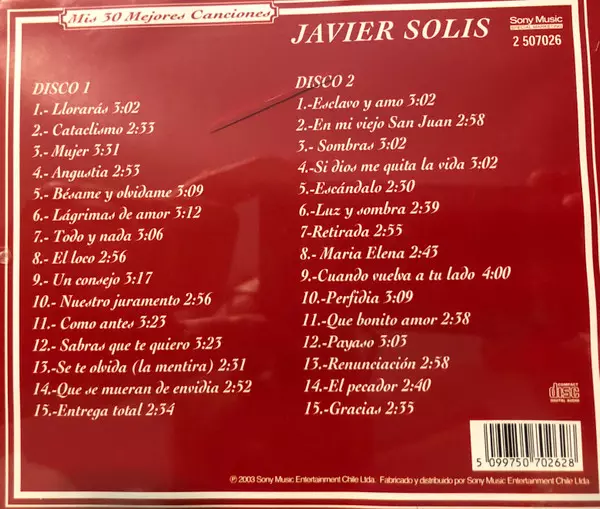 Mis 30 Mejores Canciones
JAVIER SOLIS
Sony Music
2 507026
DISCO 1
1.- Llorarás 3:02
2.- Cataclismo 2:33
3.- Mujer 3:31
4.- Angustia 2:53
5.- Bésame y olvidame 3:09
6.- Lágrimas de amor 3:12
7.- Todo y nada 3:06
8.- El loco 2:56
9.- Un consejo 3:17
10.- Nuestro juramento 2:56
11.- Como antes 3:23
12.- Sabras que te quiero 3:23
13.-Se te olvida (la mentira) 2:31
14.-Que se mueran de envidia 2:52
15.-Entrega total 2:34
DISCO 2
1.-Esclavo y amo 3:02
2.-En mi viejo San Juan 2:58
3.- Sombras 3:02
4.-Si dios me quita la vida 3:02
5.-Escándalo 2:30
6.-Luz y sombra 2:39
7-Retirada 2:55
8.- Maria Elena 2:43
9.-Cuando vuelva a tu lado 4:00
10.-Perfidia 3:09
11.-Que bonito amor 2:38
12.-Payaso 3:03
13.-Renunciación 2:58
14.-El pecador 2:40
15.-Gracias 2:35
COMPACT
disc
DIGITAL AUDIO
5 099750 702628
℗ 2003 Sony Music Entertainment Chile Ltda. Fabricado y distribuido por Sony Music Entertainment Chile Ltda.